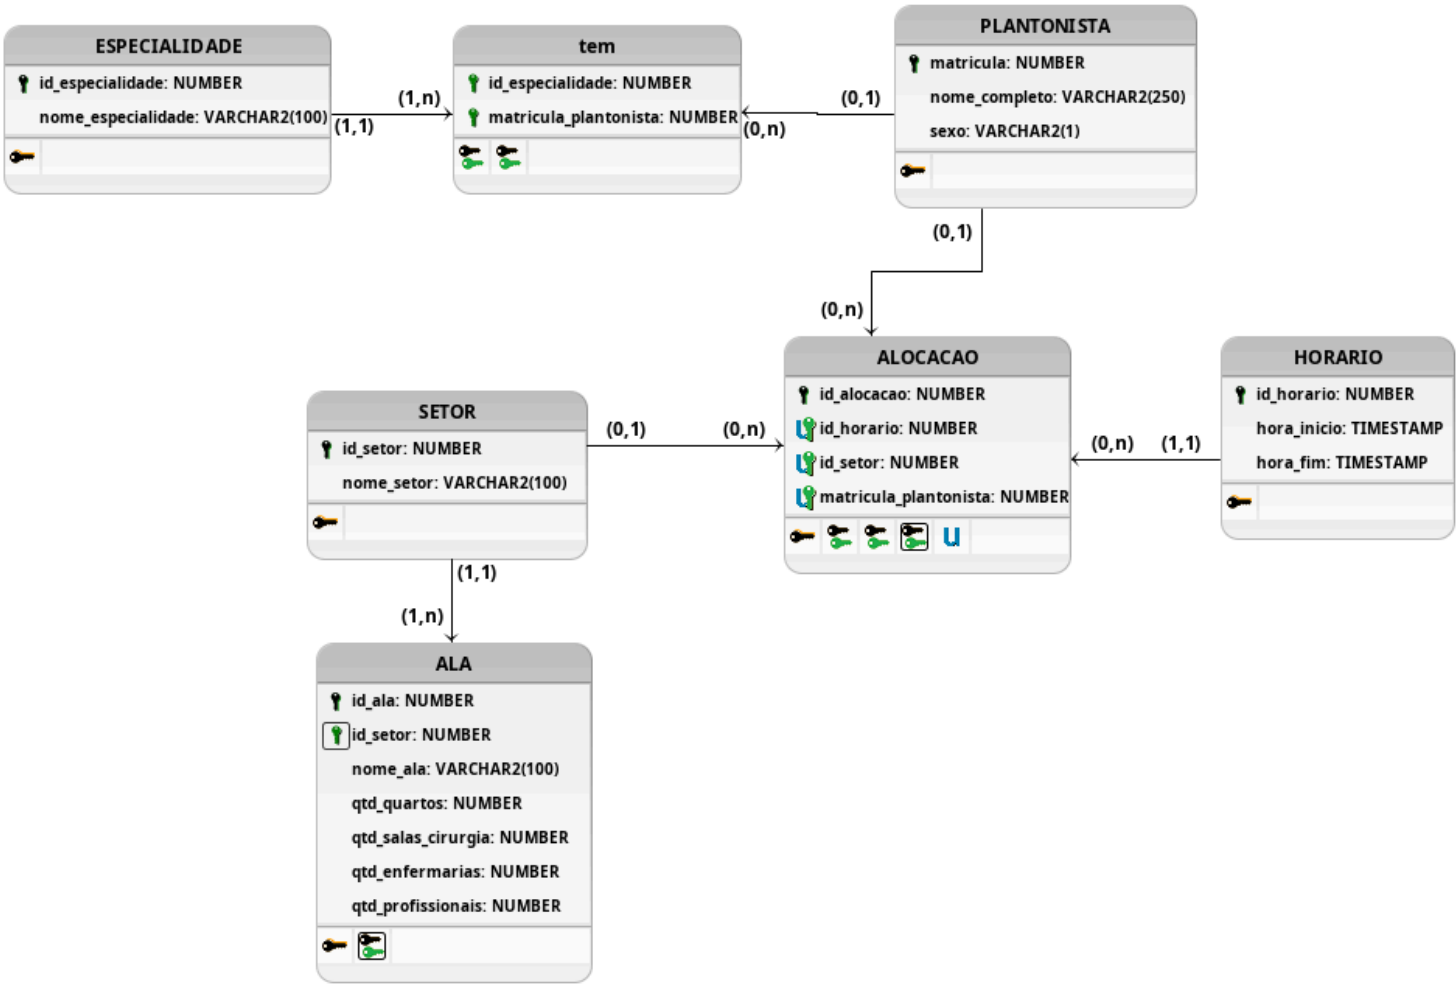 ESPECIALIDADE
id_especialidade: NUMBER
nome_especialidade: VARCHAR2(100)
(1,1)
(1,n)
tem
id_especialidade: NUMBER
matricula_plantonista: NUMBER
(0,n)
(0,1)
PLANTONISTA
matricula: NUMBER
nome_completo: VARCHAR2(250)
sexo: VARCHAR2(1)
(0,1)
(0,n)
ALOCACAO
id_alocacao: NUMBER
id_horario: NUMBER
id_setor: NUMBER
matricula_plantonista: NUMBER
U
(0,n)
(1,1)
HORARIO
id_horario: NUMBER
hora_inicio: TIMESTAMP
hora_fim: TIMESTAMP
SETOR
id_setor: NUMBER
nome_setor: VARCHAR2(100)
(0,1)
(0,n)
(1,1)
(1,n)
ALA
id_ala: NUMBER
id_setor: NUMBER
nome_ala: VARCHAR2(100)
qtd_quartos: NUMBER
qtd_salas_cirurgia: NUMBER
qtd_enfermarias: NUMBER
qtd_profissionais: NUMBER